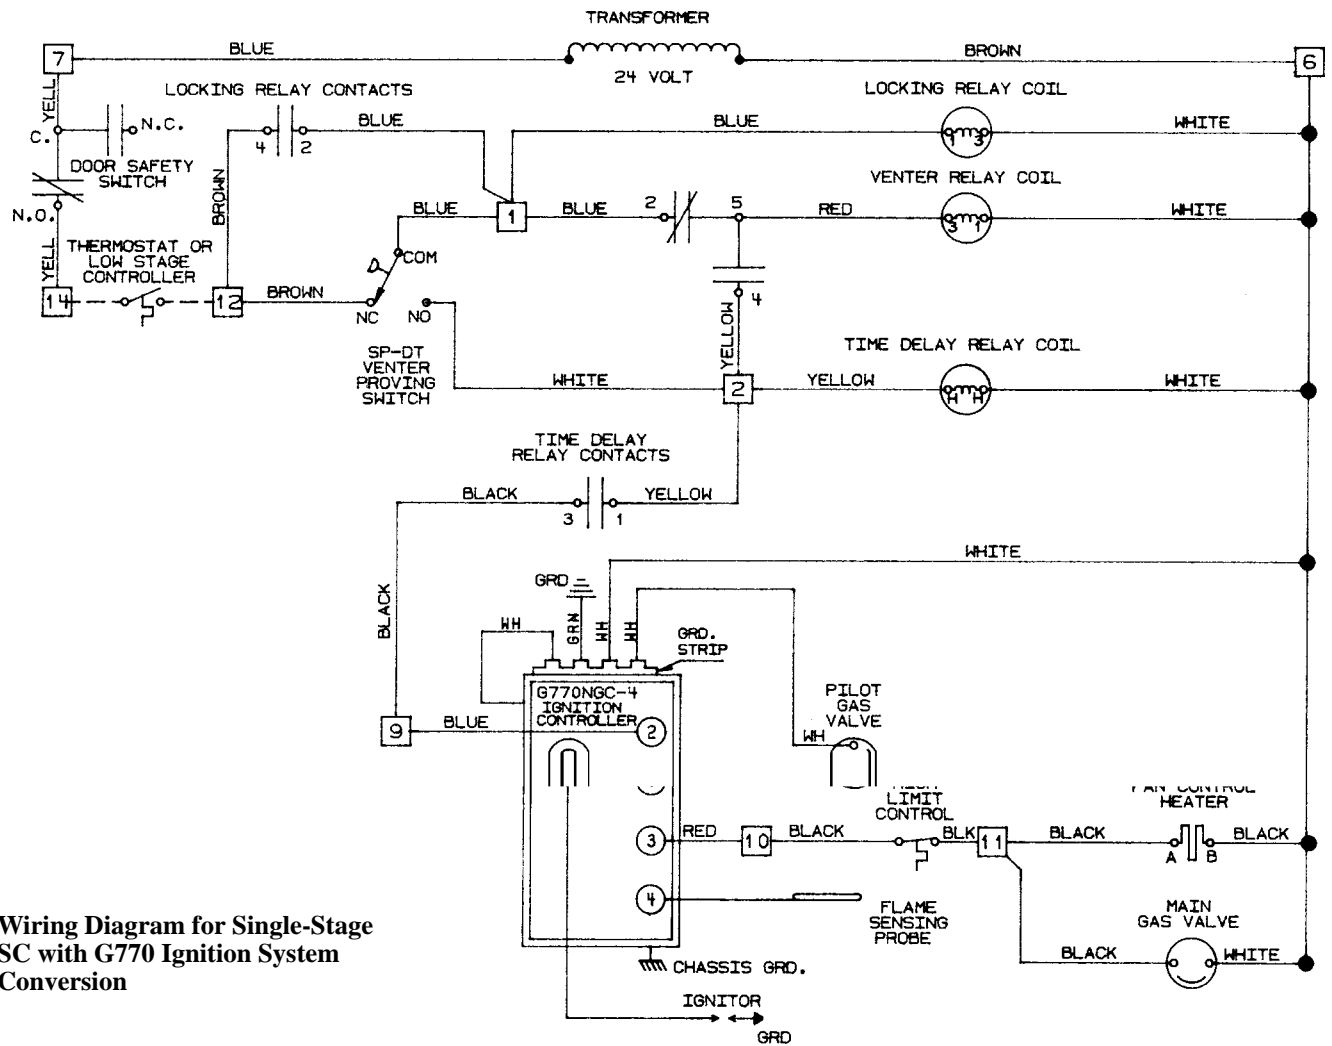 TRANSFORMER
7
BLUE
BROWN
6
24 VOLT
YELL
LOCKING RELAY CONTACTS
LOCKING RELAY COIL
C.
N.C.
4
2
BLUE
BLUE
1
3
WHITE
DOOR SAFETY
SWITCH
BROWN
VENTER RELAY COIL
N.O.
BLUE
1
BLUE
2
5
RED
3
1
WHITE
YELL
THERMOSTAT OR
LOW STAGE
CONTROLLER
COM
14
12
BROWN
NC
NO
4
YELLOW
SP-DT
VENTER
PROVING
SWITCH
TIME DELAY RELAY COIL
WHITE
2
YELLOW
H
H
WHITE
TIME DELAY
RELAY CONTACTS
BLACK
3
1
YELLOW
WHITE
BLACK
GRD
WH
GRN
WH
WH
GRD.
STRIP
G770NGC-4
IGNITION
CONTROLLER
PILOT
GAS
VALVE
9
BLUE
2
WH
LIMIT
CONTROL
FAN CONTROL
HEATER
3
RED
10
BLACK
BLK
11
BLACK
A
B
BLACK
4
FLAME
SENSING
PROBE
MAIN
GAS VALVE
BLACK
WHITE
CHASSIS GRD.
IGNITOR
GRD
Wiring Diagram for Single-Stage
SC with G770 Ignition System
Conversion